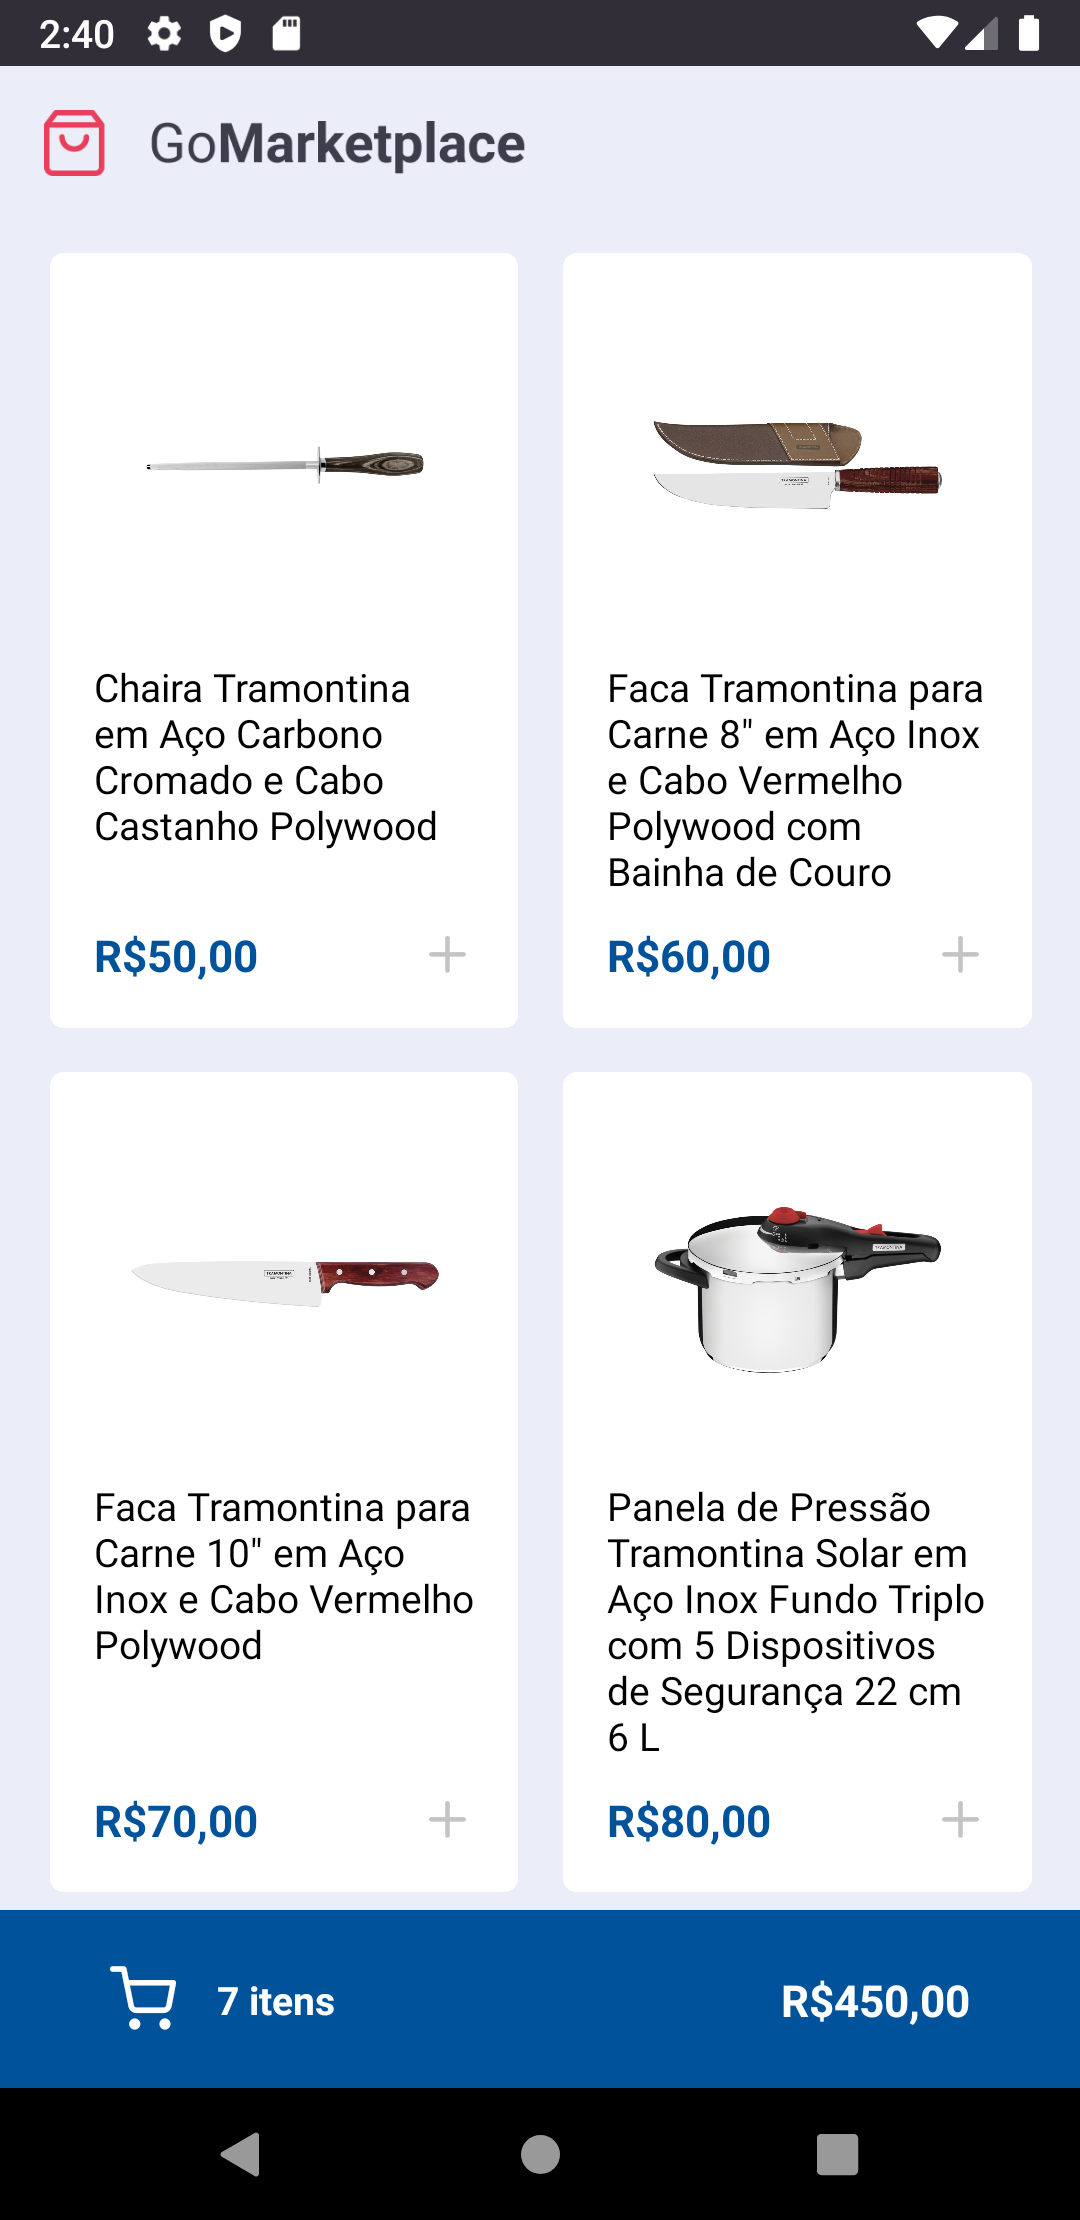 2:40
GoMarketplace
Chaira Tramontina
em Aço Carbono
Cromado e Cabo
Castanho Polywood
R$50,00
Faca Tramontina para
Carne 8" em Aço Inox
e Cabo Vermelho
Polywood com
Bainha de Couro
R$60,00
TRAMONTINA
Faca Tramontina para
Carne 10" em Aço
Inox e Cabo Vermelho
Polywood
R$70,00
TRAMONTINA
Panela de Pressão
Tramontina Solar em
Aço Inox Fundo Triplo
com 5 Dispositivos
de Segurança 22 cm
6 L
R$80,00
TRAMONTINA
7 itens
R$450,00